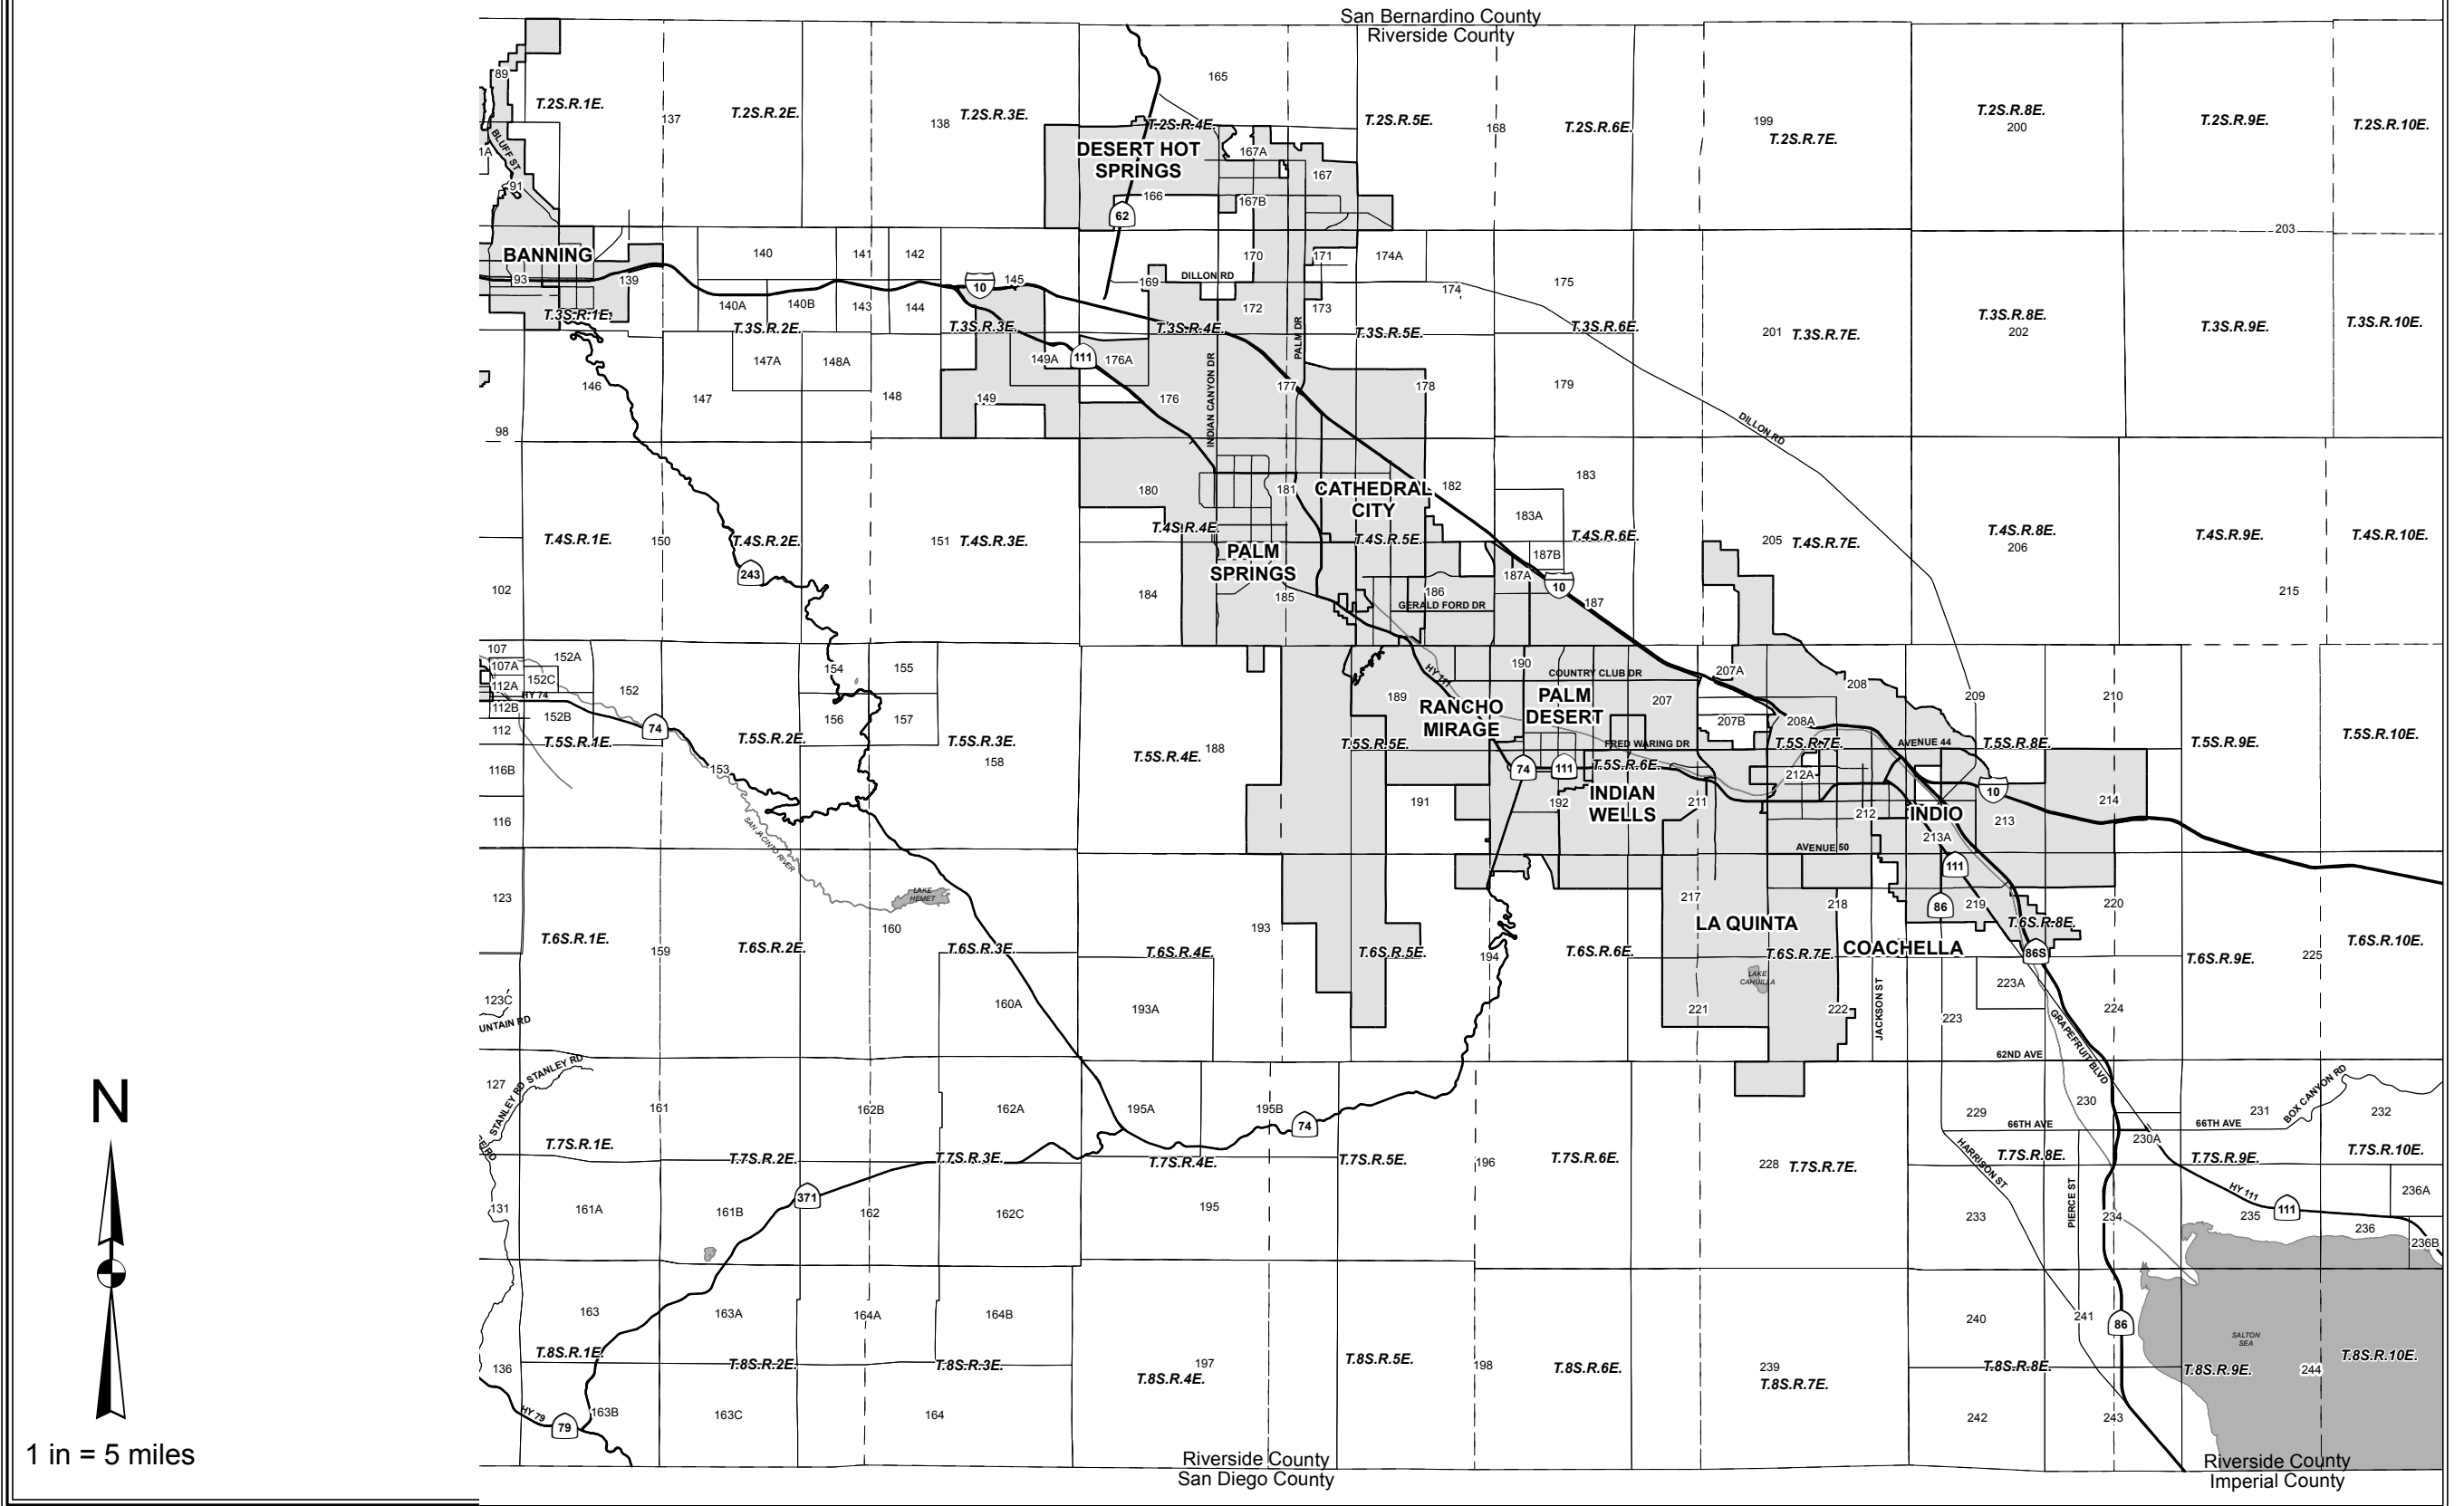 San Bernardino County
Riverside County
89
T.2S.R.1E.
137
T.2S.R.2E.
138
T.2S.R.3E.
165
T.2S.R.4E.
T.2S.R.5E.
168
T.2S.R.6E.
199
T.2S.R.7E.
T.2S.R.8E.
200
T.2S.R.9E.
T.2S.R.10E.
1A
BLUFF ST
91
DESERT HOT
SPRINGS
167A
167
166
167B
62
203
BANNING
93
139
140
141
142
140A
140B
143
144
10
145
169
DILLON RD
170
171
174A
174
175
172
173
PALM DR
T.3S.R.1E.
T.3S.R.2E.
T.3S.R.3E.
T.3S.R.4E.
T.3S.R.5E.
T.3S.R.6E.
201
T.3S.R.7E.
T.3S.R.8E.
202
T.3S.R.9E.
T.3S.R.10E.
146
147A
148A
147
148
149A
111
176A
149
176
INDIAN CANYON DR
177
178
179
DILLON RD
98
180
181
CATHEDRAL
CITY
182
183
183A
T.4S.R.1E.
150
T.4S.R.2E.
151
T.4S.R.3E.
T.4S.R.4E.
T.4S.R.5E.
T.4S.R.6E.
205
T.4S.R.7E.
T.4S.R.8E.
206
T.4S.R.9E.
T.4S.R.10E.
243
PALM
SPRINGS
187B
187A
10
102
184
185
186
GERALD FORD DR
187
215
107
107A
112A
HY 74
112B
112
152A
152C
152B
152
74
154
155
156
157
HY 111
189
190
COUNTRY CLUB DR
RANCHO
MIRAGE
PALM
DESERT
207
207A
207B
208
208A
209
210
T.5S.R.1E.
T.5S.R.2E.
T.5S.R.3E.
158
T.5S.R.4E.
188
T.5S.R.5E.
FRED WARING DR
T.5S.R.6E.
T.5S.R.7E.
AVENUE 44
T.5S.R.8E.
T.5S.R.9E.
T.5S.R.10E.
116B
153
74
111
212A
116
SAN JACINTO RIVER
191
192
INDIAN
WELLS
211
212
INDIO
10
213
214
213A
AVENUE 50
111
123
LAKE
HEMET
160
193
217
LA QUINTA
218
86
219
220
T.6S.R.1E.
159
T.6S.R.2E.
T.6S.R.3E.
T.6S.R.4E.
T.6S.R.5E.
194
T.6S.R.6E.
T.6S.R.7E.
COACHELLA
T.6S.R.8E.
86S
T.6S.R.9E.
225
T.6S.R.10E.
LAKE
CAHUILLA
123C
UNTAIN RD
160A
193A
221
222
JACKSON ST
223
223A
224
GRAPEFRUIT BLVD
62ND AVE
127
STANLEY RD
STANLEY RD
161
162B
162A
195A
195B
74
229
230
66TH AVE
230A
66TH AVE
231
BOX CANYON RD
232
T.7S.R.1E.
T.7S.R.2E.
T.7S.R.3E.
T.7S.R.4E.
T.7S.R.5E.
196
T.7S.R.6E.
228
T.7S.R.7E.
HARRISON ST
T.7S.R.8E.
T.7S.R.9E.
T.7S.R.10E.
131
161A
161B
371
162
162C
195
233
PIERCE ST
234
HY 111
235
111
236
236A
236B
163
163A
164A
164B
240
241
86
SALTON
SEA
T.8S.R.1E.
T.8S.R.2E.
T.8S.R.3E.
197
T.8S.R.4E.
T.8S.R.5E.
198
T.8S.R.6E.
239
T.8S.R.7E.
T.8S.R.8E.
T.8S.R.9E.
244
T.8S.R.10E.
136
HY 79
79
163B
163C
164
242
243
N
1 in = 5 miles
Riverside County
San Diego County
Riverside County
Imperial County